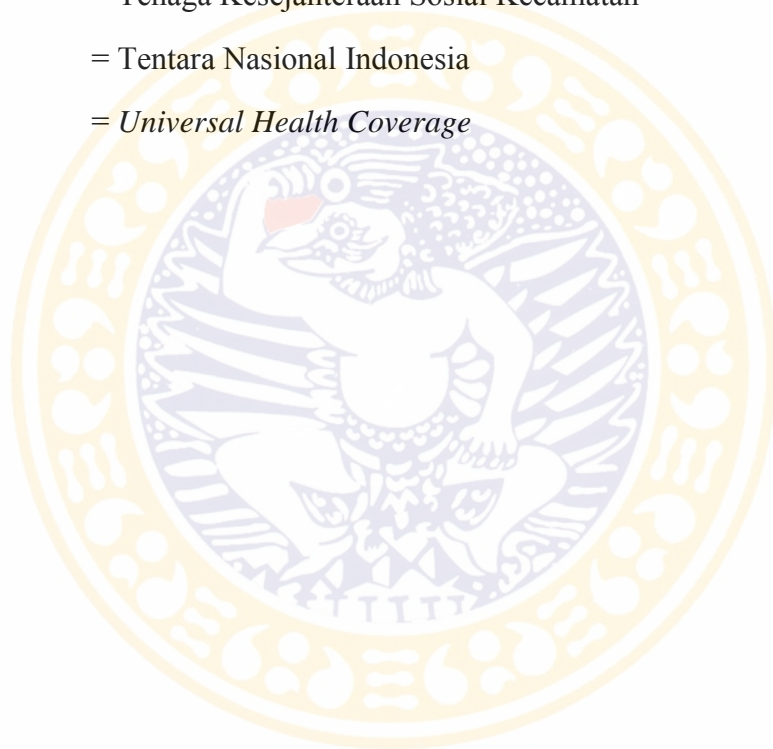 Tenaga Kesejahteraan Sosial Kecamatan
= Tentara Nasional Indonesia
= Universal Health Coverage